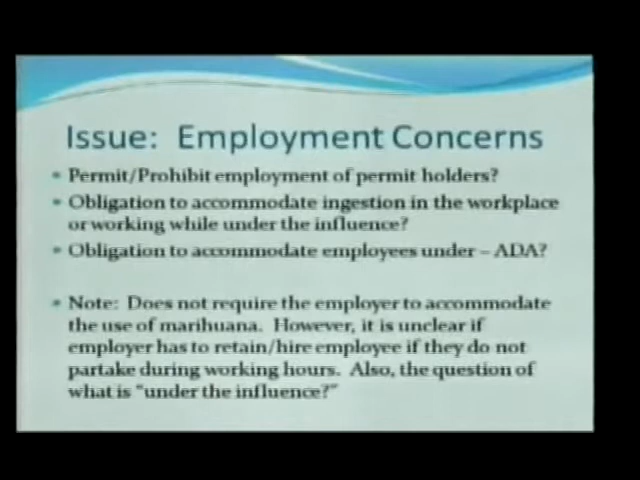 Issue: Employment Concerns
• Permit/Prohibit employment of permit holders?
• Obligation to accommodate ingestion in the workplace
or working while under the influence?
• Obligation to accommodate employees under – ADA?
• Note: Does not require the employer to accommodate
the use of marihuana. However, it is unclear if
employer has to retain/hire employee if they do not
partake during working hours. Also, the question of
what is “under the influence?”